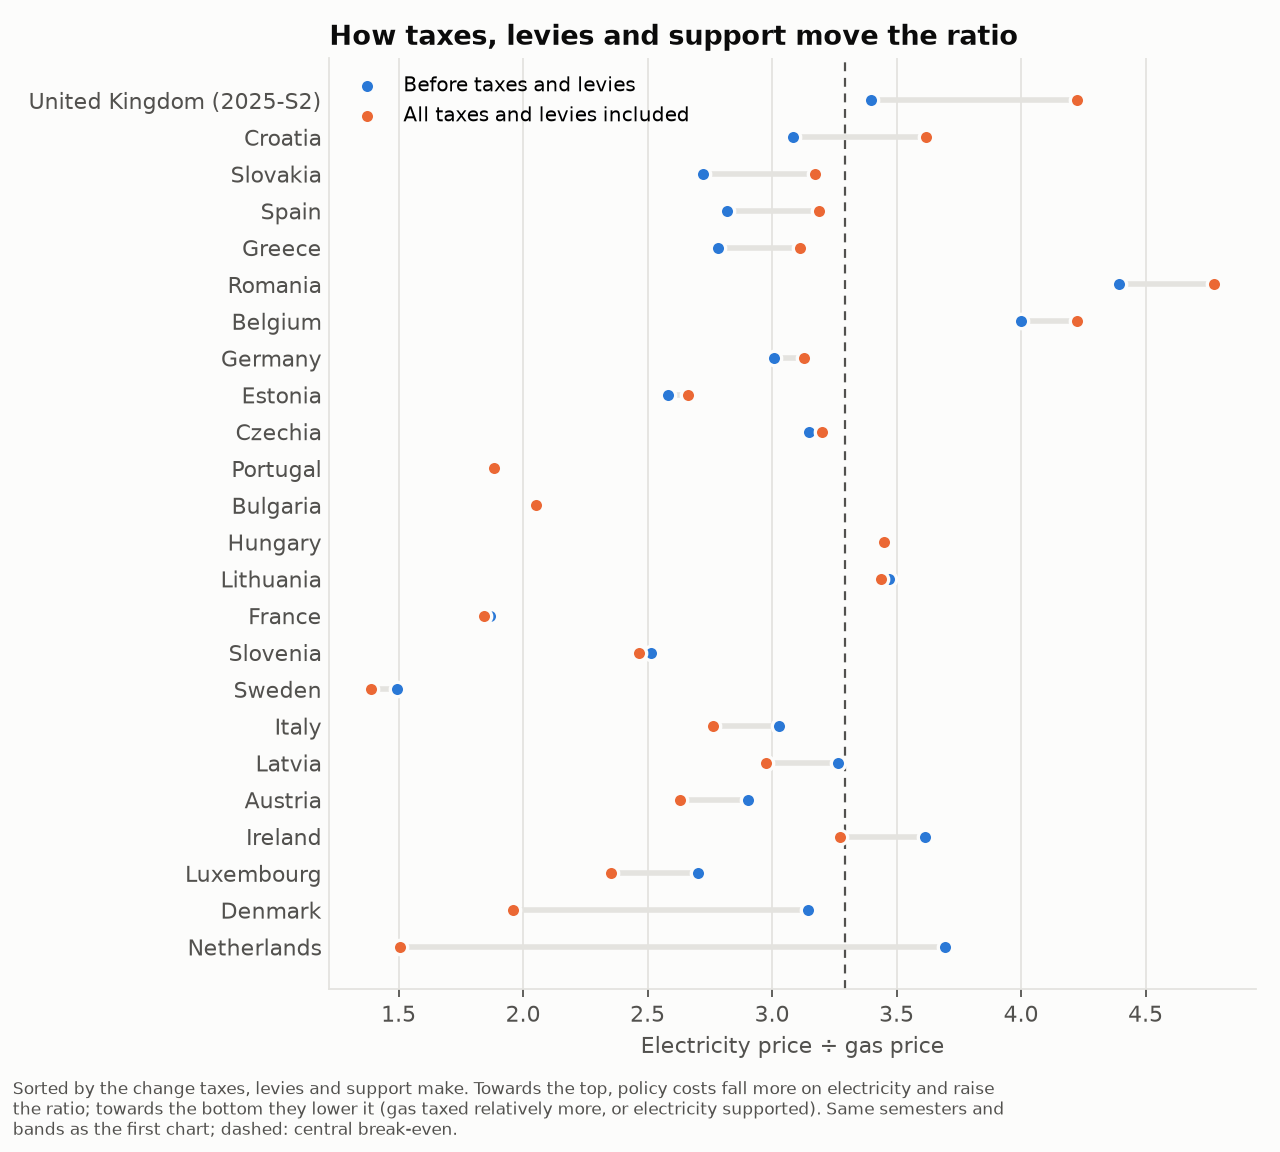 How taxes, levies and support move the ratio
Before taxes and levies
All taxes and levies included
United Kingdom (2025-S2)
Croatia
Slovakia
Spain
Greece
Romania
Belgium
Germany
Estonia
Czechia
Portugal
Bulgaria
Hungary
Lithuania
France
Slovenia
Sweden
Italy
Latvia
Austria
Ireland
Luxembourg
Denmark
Netherlands
1.5 2.0 2.5 3.0 3.5 4.0 4.5
Electricity price ÷ gas price
Sorted by the change taxes, levies and support make. Towards the top, policy costs fall more on electricity and raise
the ratio; towards the bottom they lower it (gas taxed relatively more, or electricity supported). Same semesters and
bands as the first chart; dashed: central break-even.